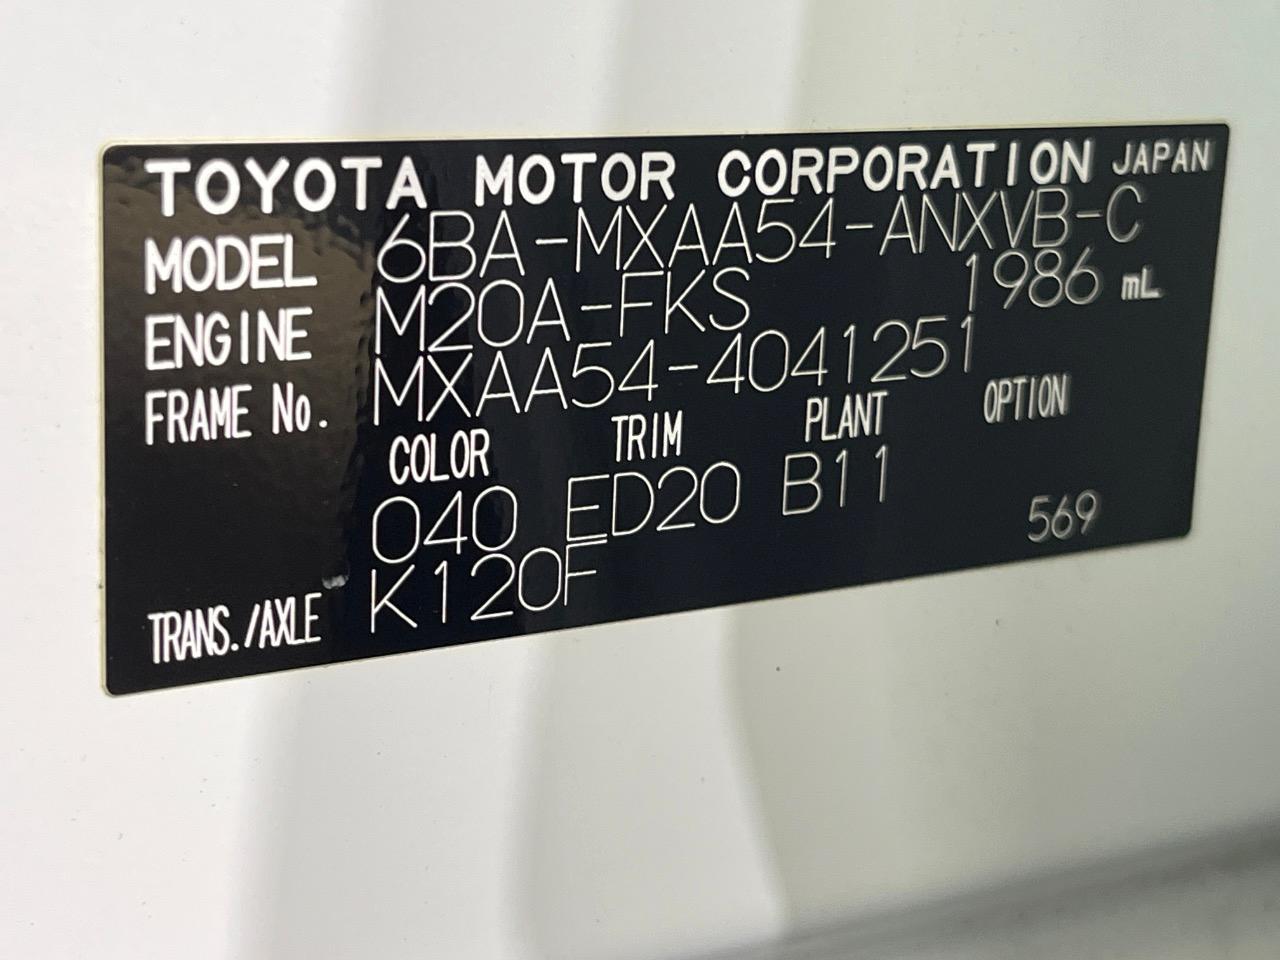 TOYOTA MOTOR CORPORATION JAPAN
MODEL 6BA-MXAA54-ANXVB-C
ENGINE M20A-FKS 1986 mL
FRAME No. MXAA54-4041251
COLOR TRIM PLANT OPTION
040 ED20 B11
569
TRANS./AXLE K120F